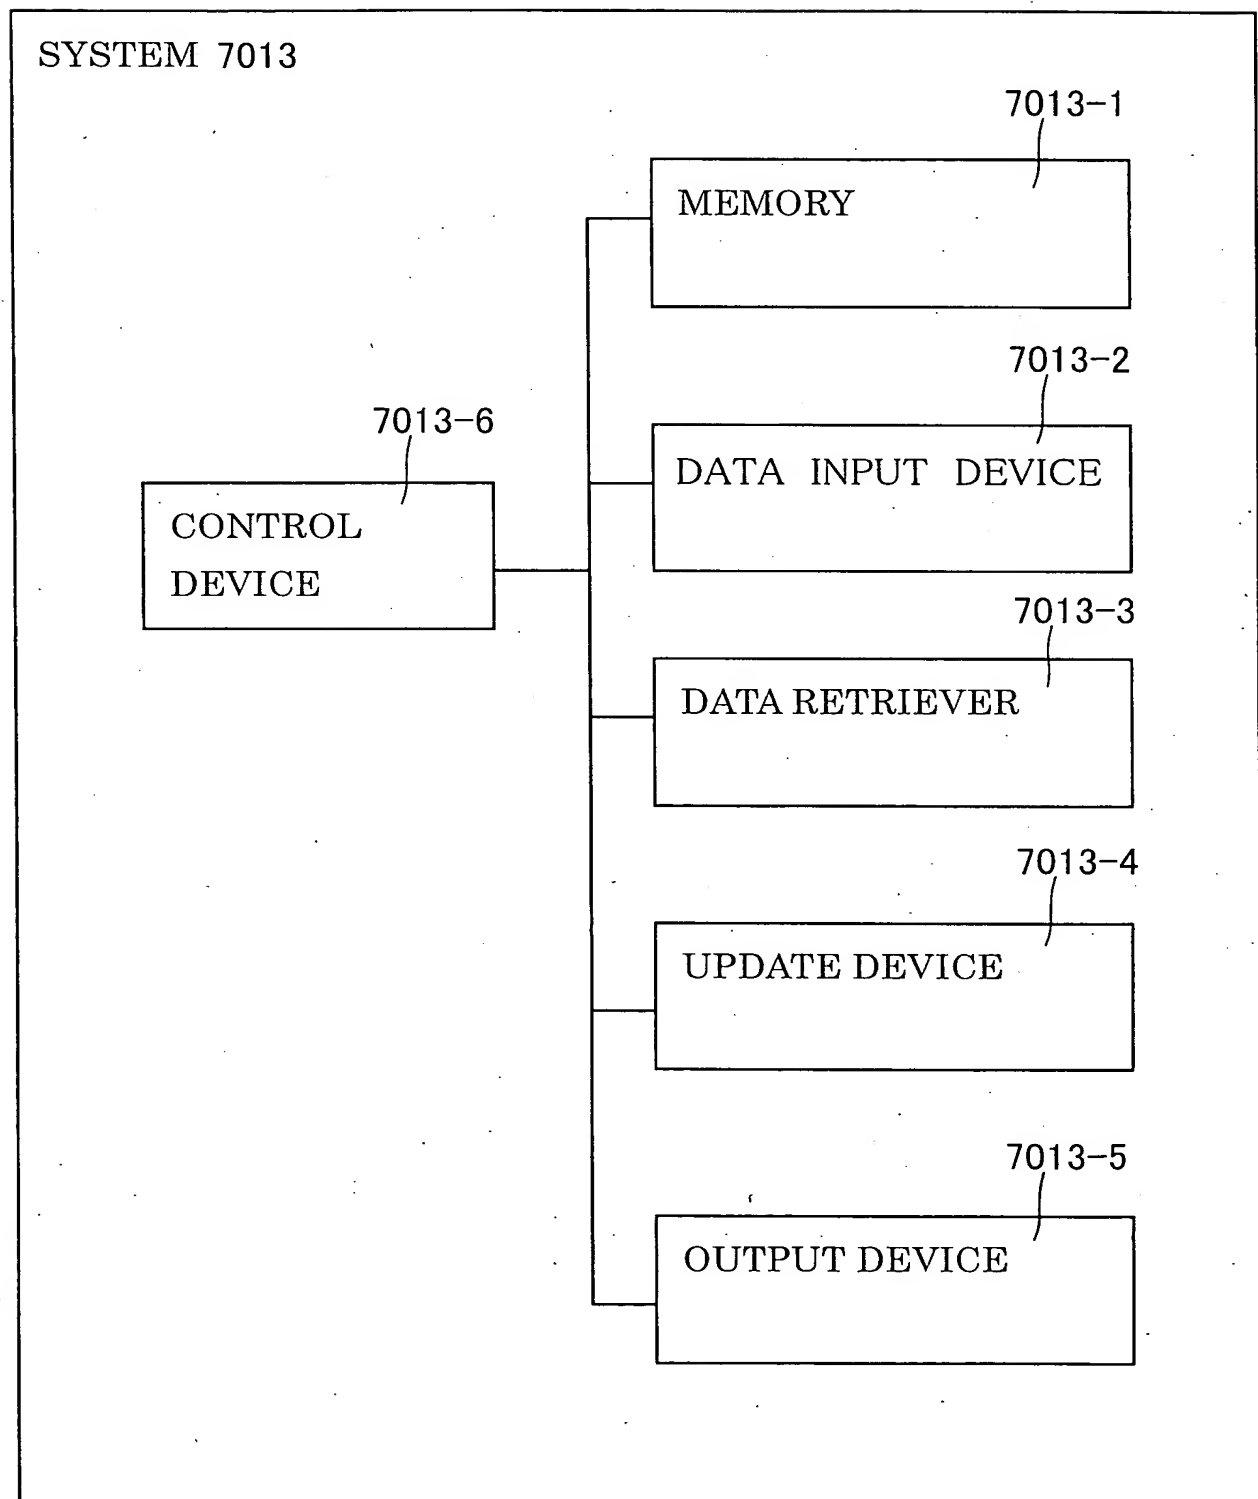 SYSTEM 7013
7013-1
MEMORY
7013-2
DATA INPUT DEVICE
7013-6
CONTROL
DEVICE
7013-3
DATA RETRIEVER
7013-4
UPDATE DEVICE
7013-5
OUTPUT DEVICE